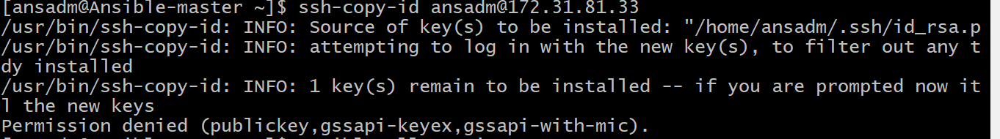 [ansadm@Ansible-master ~]$ ssh-copy-id ansadm@172.31.81.33
/usr/bin/ssh-copy-id: INFO: Source of key(s) to be installed: "/home/ansadm/.ssh/id_rsa.p
/usr/bin/ssh-copy-id: INFO: attempting to log in with the new key(s), to filter out any t
dy installed
/usr/bin/ssh-copy-id: INFO: 1 key(s) remain to be installed -- if you are prompted now it
l the new keys
Permission denied (publickey,gssapi-keyex,gssapi-with-mic).